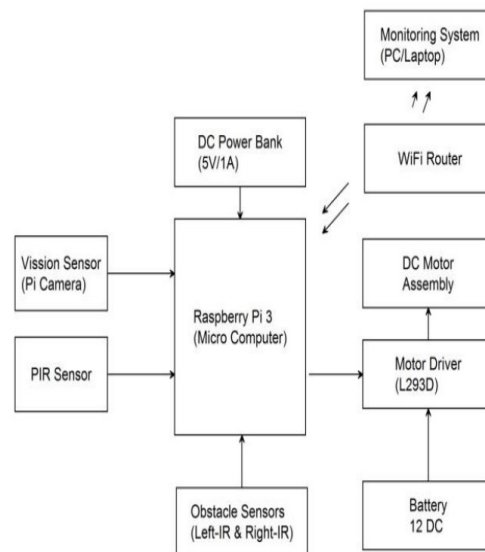 Monitoring System
(PC/Laptop)
DC Power Bank
(5V/1A)
WiFi Router
Vission Sensor
(Pi Camera)
DC Motor
Assembly
Raspberry Pi 3
(Micro Computer)
PIR Sensor
Motor Driver
(L293D)
Obstacle Sensors
(Left-IR & Right-IR)
Battery
12 DC